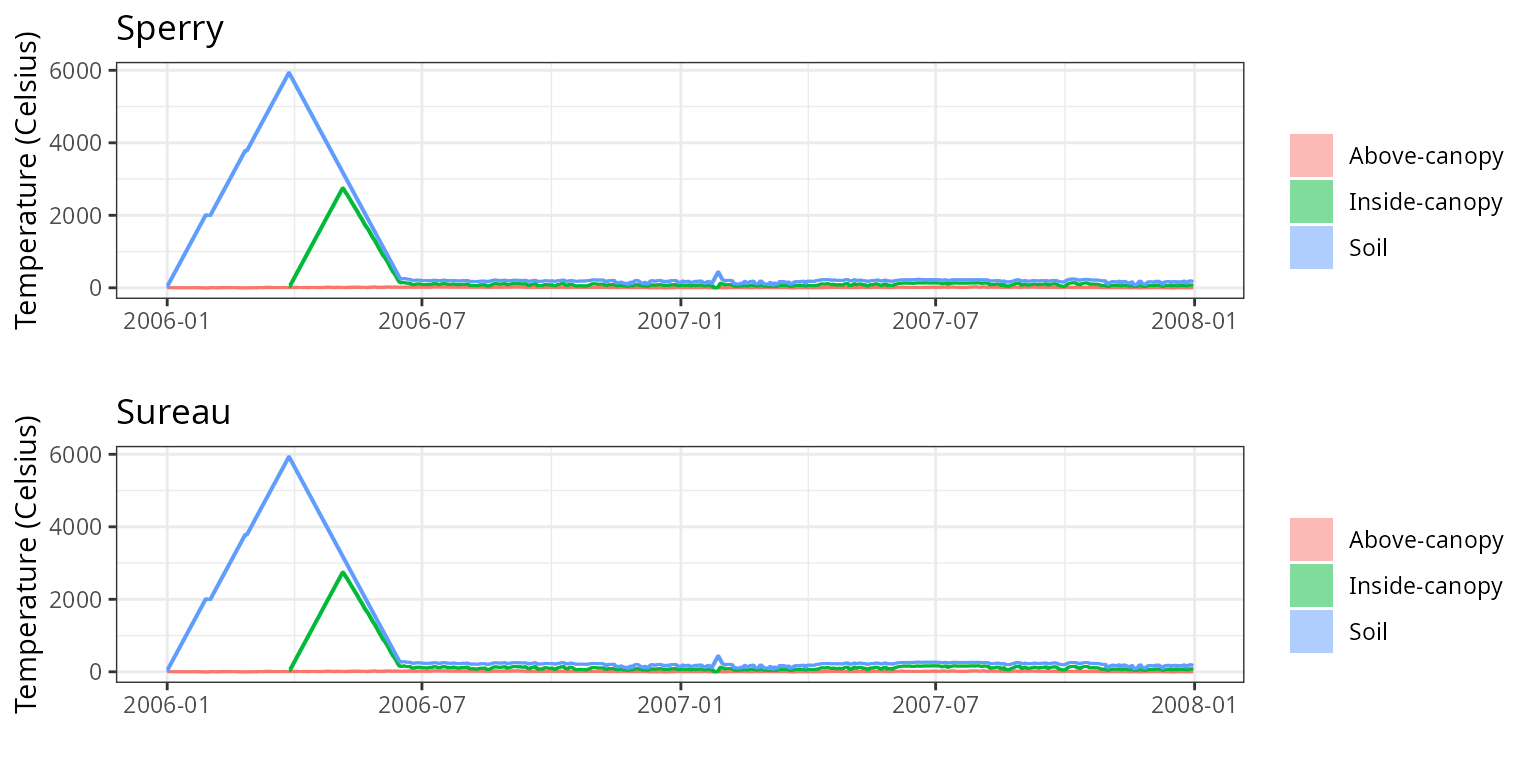 Sperry
Temperature (Celsius)
6000
4000
2000
0
2006-01 2006-07 2007-01 2007-07 2008-01
Above-canopy
Inside-canopy
Soil
Sureau
Temperature (Celsius)
6000
4000
2000
0
2006-01 2006-07 2007-01 2007-07 2008-01
Above-canopy
Inside-canopy
Soil